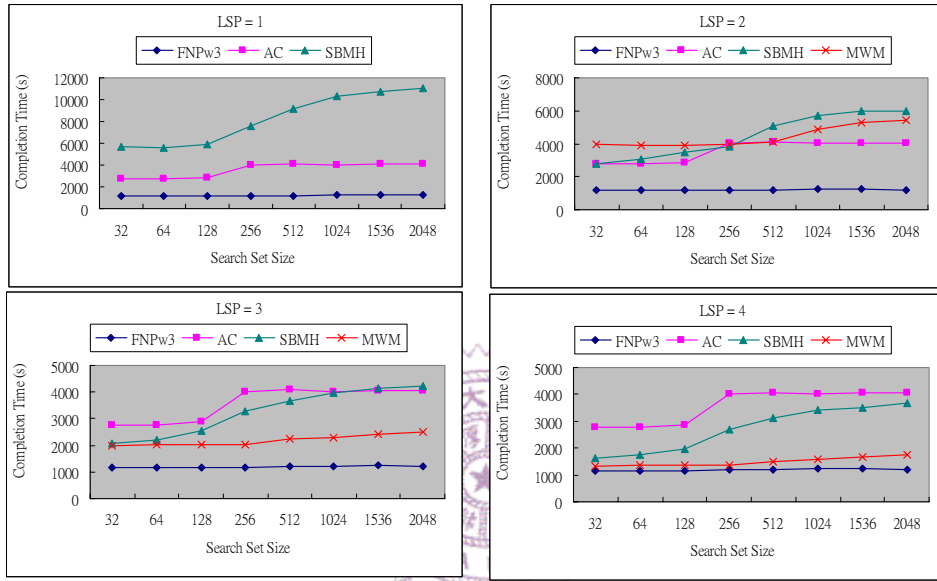 LSP = 1
FNPw3 AC SBMH
Completion Time (s)
12000
10000
8000
6000
4000
2000
0
32 64 128 256 512 1024 1536 2048
Search Set Size
LSP = 2
FNPw3 AC SBMH MWM
Completion Time (s)
8000
6000
4000
2000
0
32 64 128 256 512 1024 1536 2048
Search Set Size
LSP = 3
FNPw3 AC SBMH MWM
Completion Time (s)
5000
4000
3000
2000
1000
0
32 64 128 256 512 1024 1536 2048
Search Set Size
LSP = 4
FNPw3 AC SBMH MWM
Completion Time (s)
5000
4000
3000
2000
1000
0
32 64 128 256 512 1024 1536 2048
Search Set Size